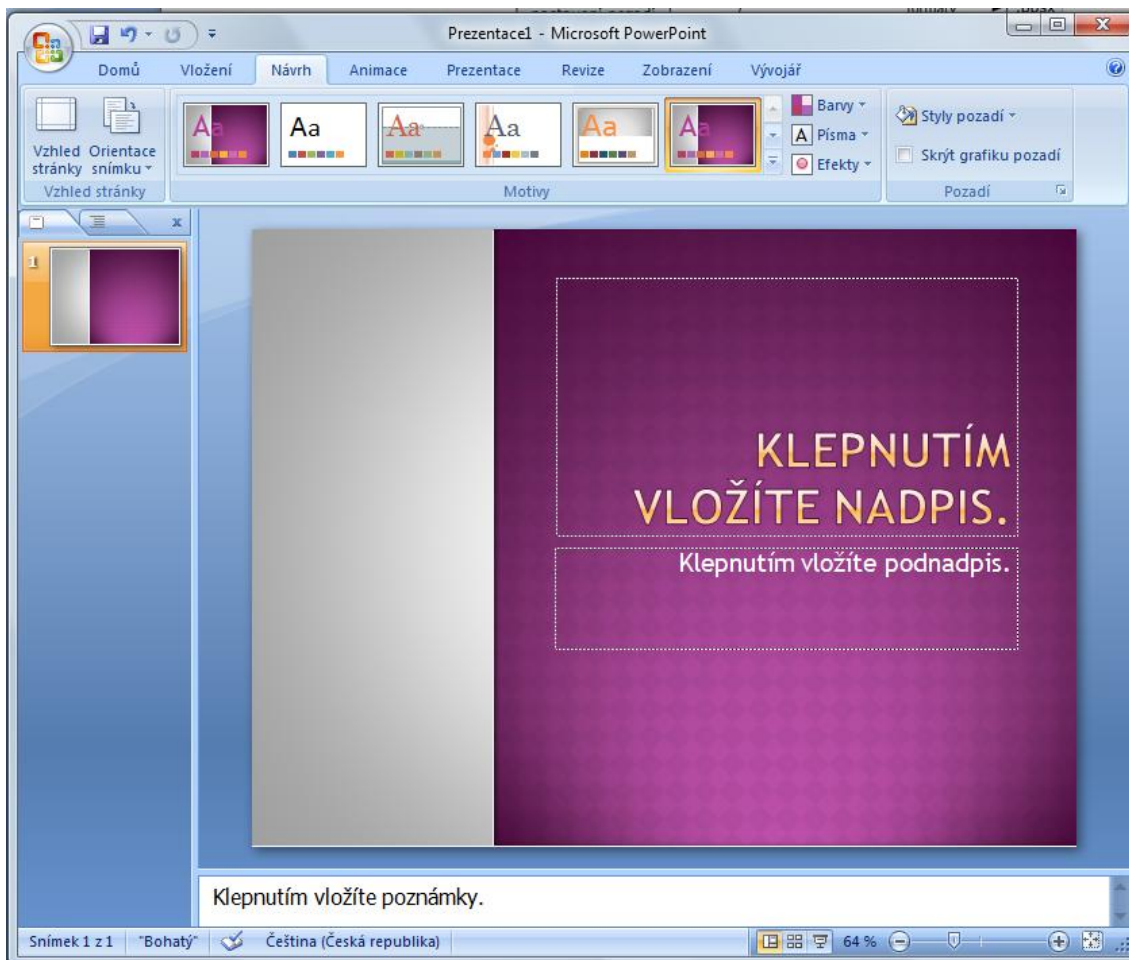 Prezentace1 - Microsoft PowerPoint
Domů Vložení Návrh Animace Prezentace Revize Zobrazení Vývojář
Vzhled stránky
Orientace snímku
Vzhled stránky
Aa Aa Aa Aa Aa Aa
Barvy
Písma
Efekty
Motivy
Styly pozadí
Skrýt grafiku pozadí
Pozadí
1
KLEPNUTÍM
VLOŽÍTE NADPIS.
Klepnutím vložíte podnadpis.
Klepnutím vložíte poznámky.
Snímek 1 z 1 "Bohatý" Čeština (Česká republika) 64 %